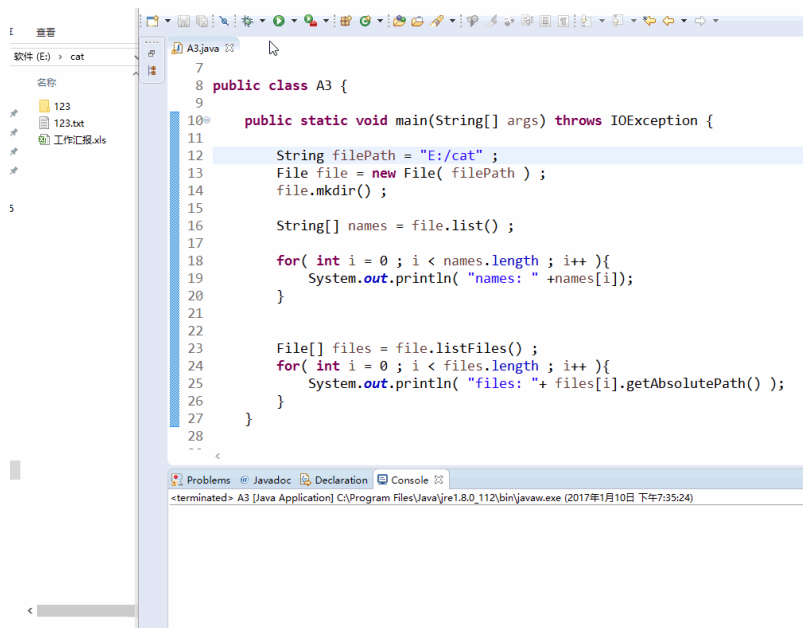 查看
软件 (E:) › cat
名称
123
123.txt
工作汇报.xls
5
A3.java
7
8 public class A3 {
9
10 public static void main(String[] args) throws IOException {
11
12 String filePath = "E:/cat" ;
13 File file = new File( filePath ) ;
14 file.mkdir() ;
15
16 String[] names = file.list() ;
17
18 for( int i = 0 ; i < names.length ; i++ ){
19 System.out.println( "names: " +names[i]);
20 }
21
22
23 File[] files = file.listFiles() ;
24 for( int i = 0 ; i < files.length ; i++ ){
25 System.out.println( "files: "+ files[i].getAbsolutePath() );
26 }
27 }
28
Problems @ Javadoc Declaration Console
<terminated> A3 [Java Application] C:\Program Files\Java\jre1.8.0_112\bin\javaw.exe (2017年1月10日 下午7:35:24)